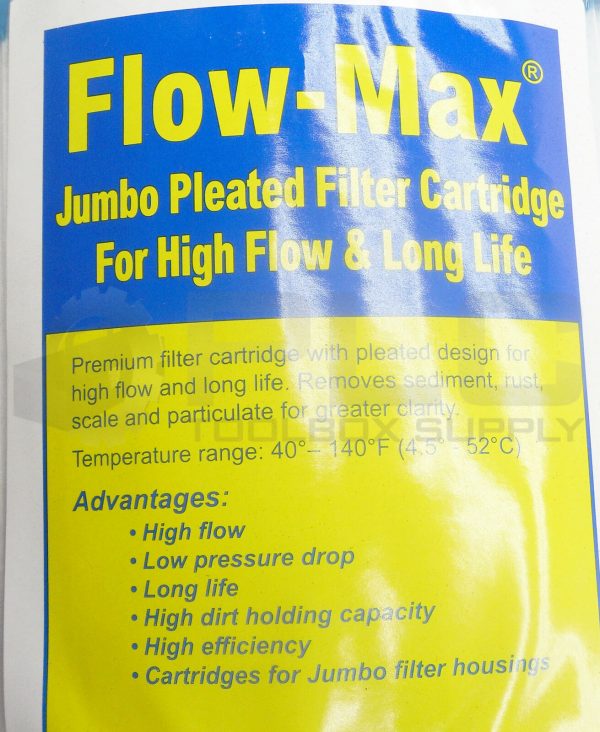 Flow-Max®
Jumbo Pleated Filter Cartridge
For High Flow & Long Life
Premium filter cartridge with pleated design for
high flow and long life. Removes sediment, rust,
scale and particulate for greater clarity.
TOOLBOX SUPPLY
Temperature range: 40°– 140°F (4.5° - 52°C)
Advantages:
• High flow
• Low pressure drop
• Long life
• High dirt holding capacity
• High efficiency
• Cartridges for Jumbo filter housings